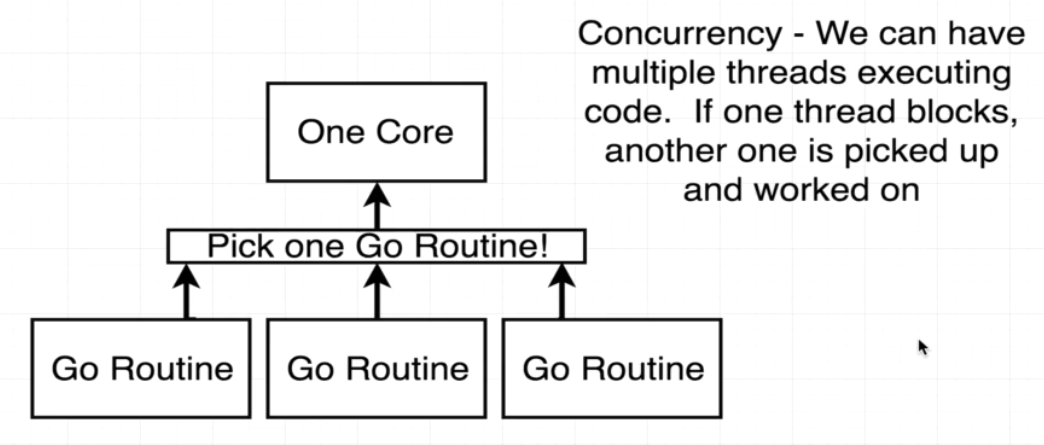 Concurrency - We can have
multiple threads executing
code.  If one thread blocks,
another one is picked up
and worked on
One Core
Pick one Go Routine!
Go Routine
Go Routine
Go Routine